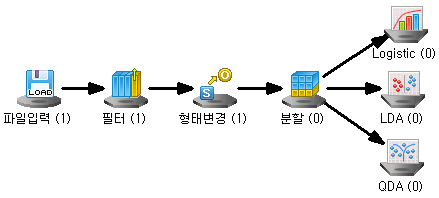 Logistic (0)
LOAD
S
O
파일입력 (1)
필터 (1)
형태변경 (1)
분할 (0)
LDA (0)
QDA (0)